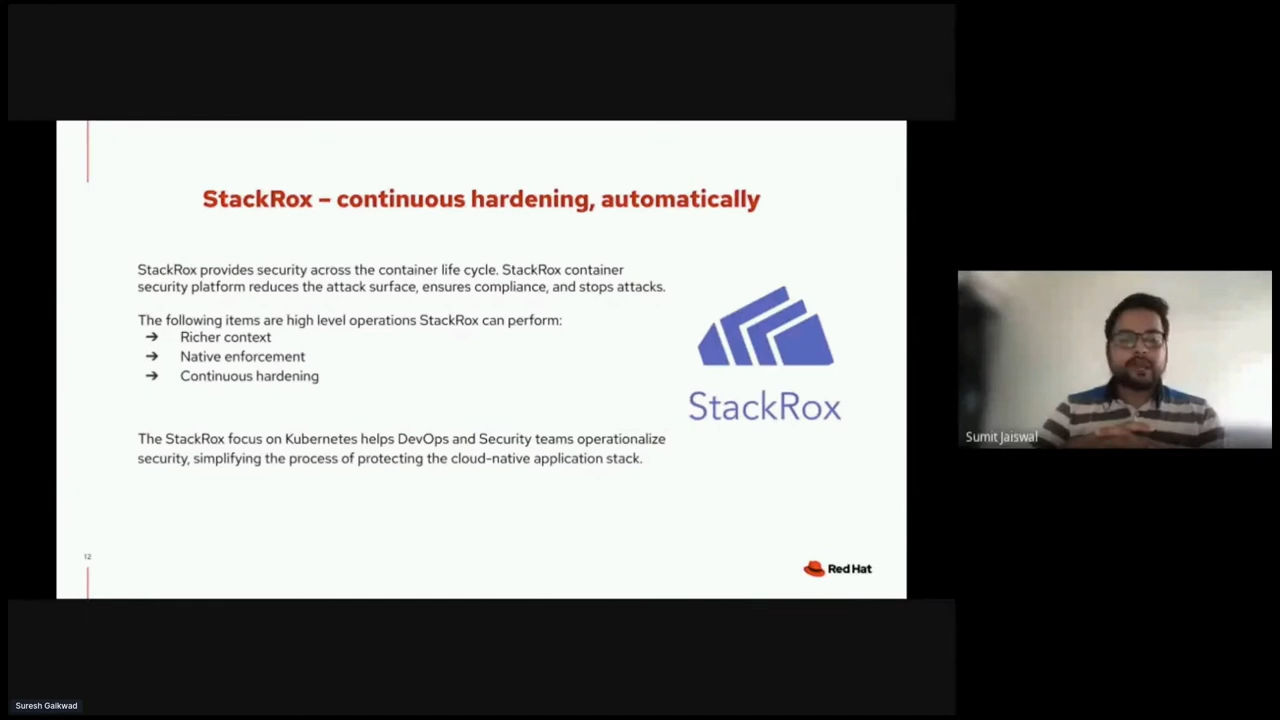 StackRox – continuous hardening, automatically
StackRox provides security across the container life cycle. StackRox container
security platform reduces the attack surface, ensures compliance, and stops attacks.
The following items are high level operations StackRox can perform:
➔ Richer context
➔ Native enforcement
➔ Continuous hardening
StackRox
The StackRox focus on Kubernetes helps DevOps and Security teams operationalize
security, simplifying the process of protecting the cloud-native application stack.
12
Red Hat
Sumit Jaiswal
Suresh Gaikwad